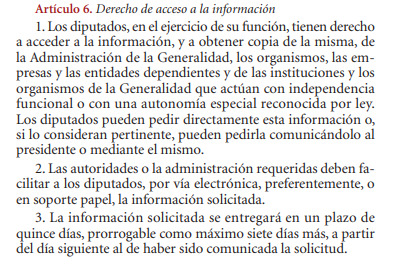 Artículo 6. Derecho de acceso a la información
1. Los diputados, en el ejercicio de su función, tienen derecho
a acceder a la información, y a obtener copia de la misma, de
la Administración de la Generalidad, los organismos, las em-
presas y las entidades dependientes y de las instituciones y los
organismos de la Generalidad que actúan con independencia
funcional o con una autonomía especial reconocida por ley.
Los diputados pueden pedir directamente esta información o,
si lo consideran pertinente, pueden pedirla comunicándolo al
presidente o mediante el mismo.
2. Las autoridades o la administración requeridas deben fa-
cilitar a los diputados, por vía electrónica, preferentemente, o
en soporte papel, la información solicitada.
3. La información solicitada se entregará en un plazo de
quince días, prorrogable como máximo siete días más, a partir
del día siguiente al de haber sido comunicada la solicitud.